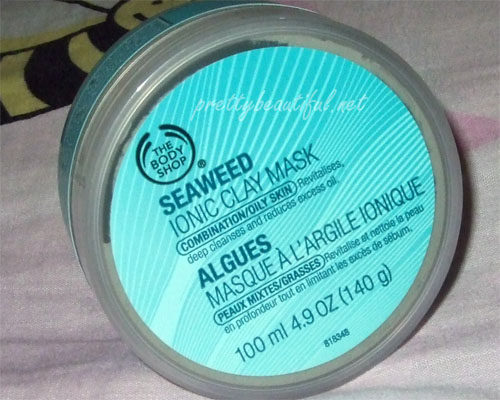 prettybeautiful.net
THE
BODY
SHOP
®
SEAWEED
IONIC CLAY MASK
COMBINATION/OILY SKIN Revitalises,
deep cleanses and reduces excess oil.
ALGUES
MASQUE À L'ARGILE IONIQUE
PEAUX MIXTES/GRASSES Revitalise et nettoie la peau
en profondeur tout en limitant les excès de sébum.
100 ml 4.9 OZ (140 g)
818348